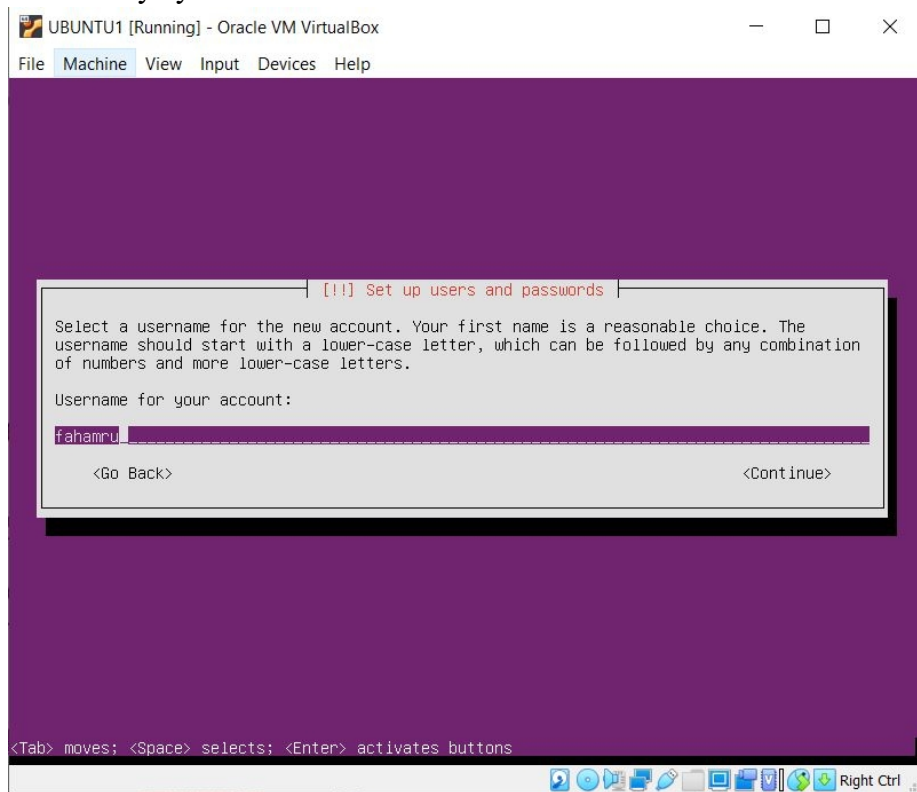 UBUNTU1 [Running] - Oracle VM VirtualBox
File Machine View Input Devices Help
[!!] Set up users and passwords
Select a username for the new account. Your first name is a reasonable choice. The
username should start with a lower-case letter, which can be followed by any combination
of numbers and more lower-case letters.
Username for your account:
fahamru
<Go Back> <Continue>
<Tab> moves; <Space> selects; <Enter> activates buttons
Right Ctrl